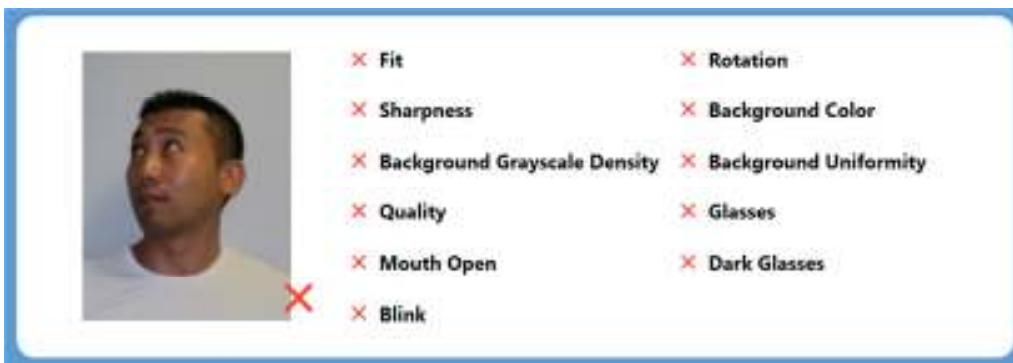 Fit
Rotation
Sharpness
Background Color
Background Grayscale Density
Background Uniformity
Quality
Glasses
Mouth Open
Dark Glasses
Blink